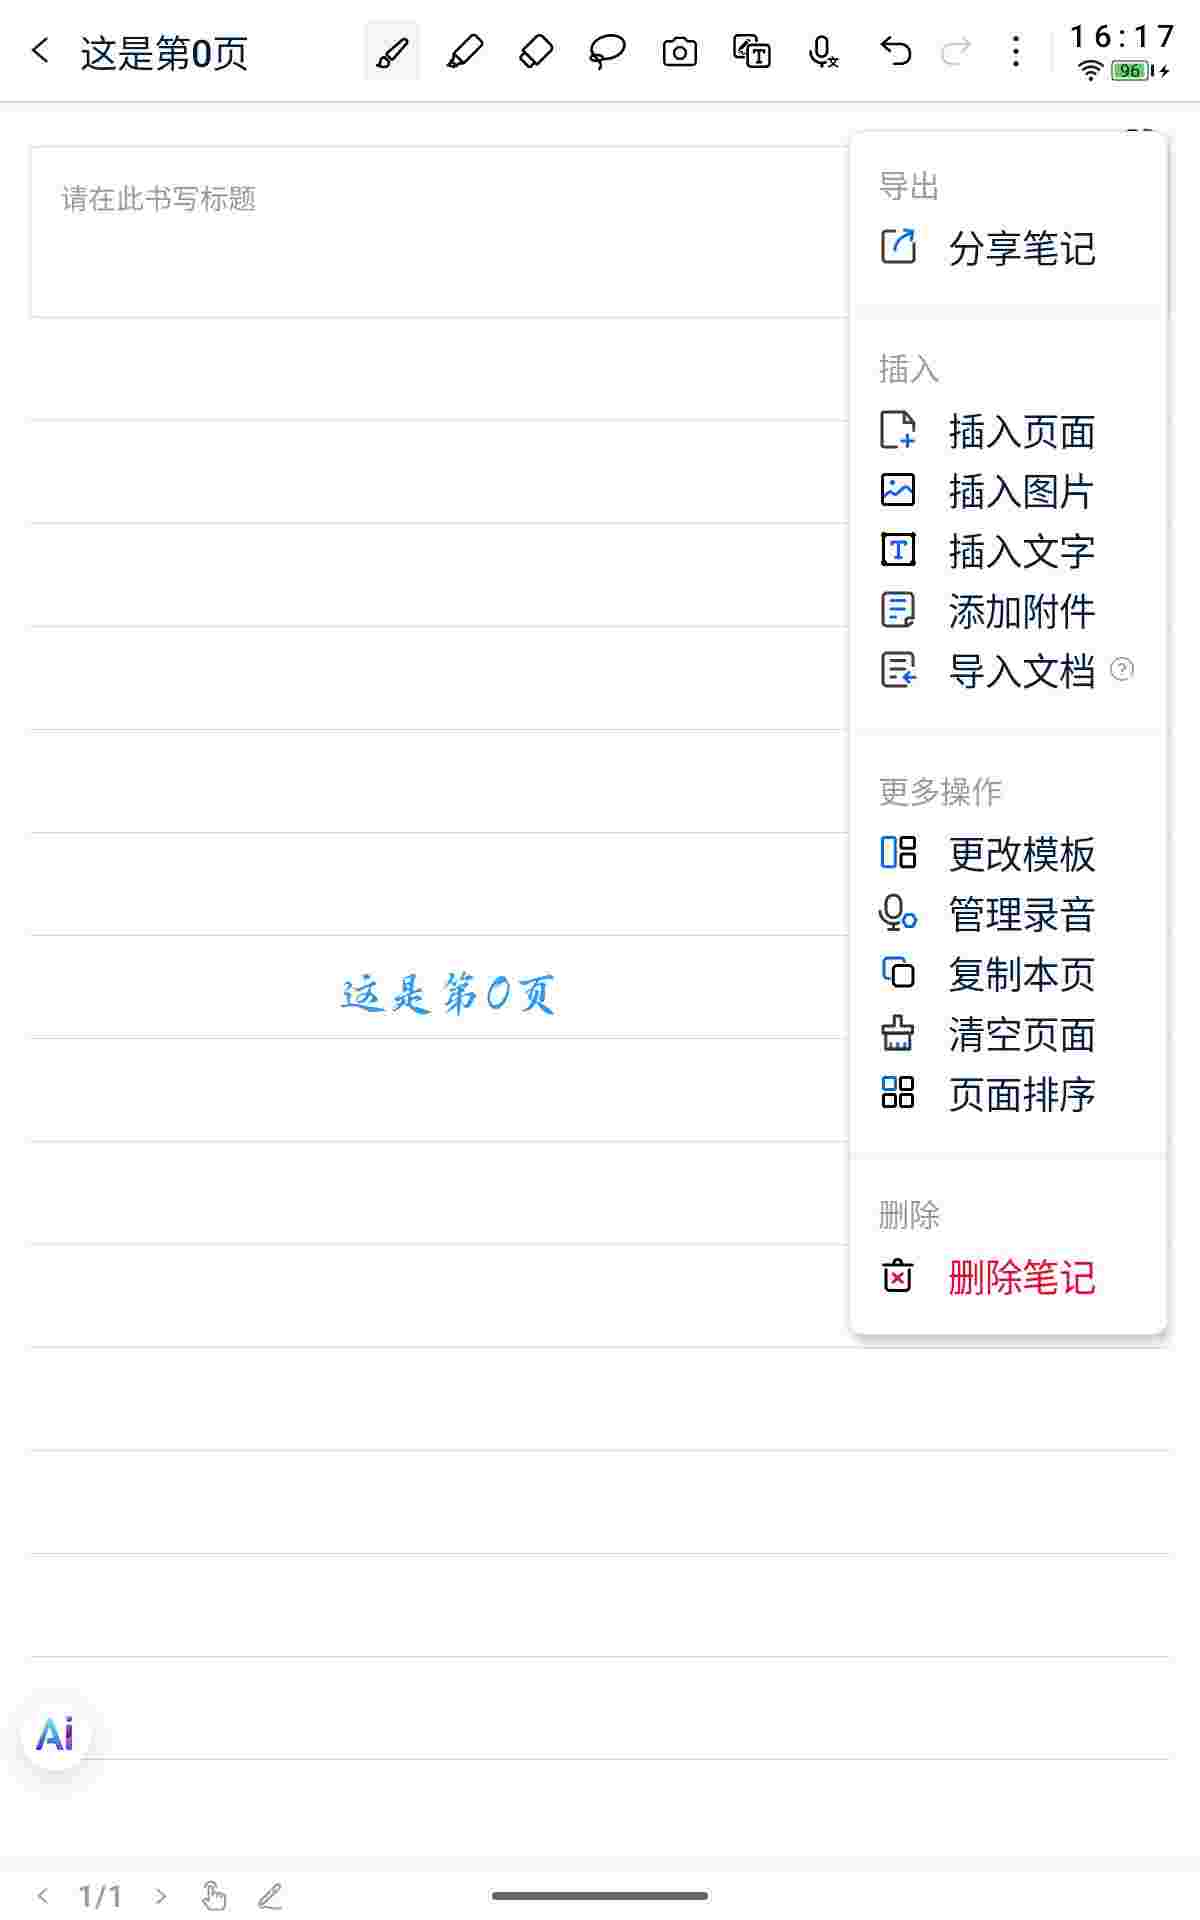 这是第0页
16:17
96
请在此书写标题
导出
分享笔记
插入
插入页面
插入图片
插入文字
添加附件
导入文档
更多操作
更改模板
管理录音
复制本页
清空页面
页面排序
这是第0页
删除
删除笔记
Ai
1/1